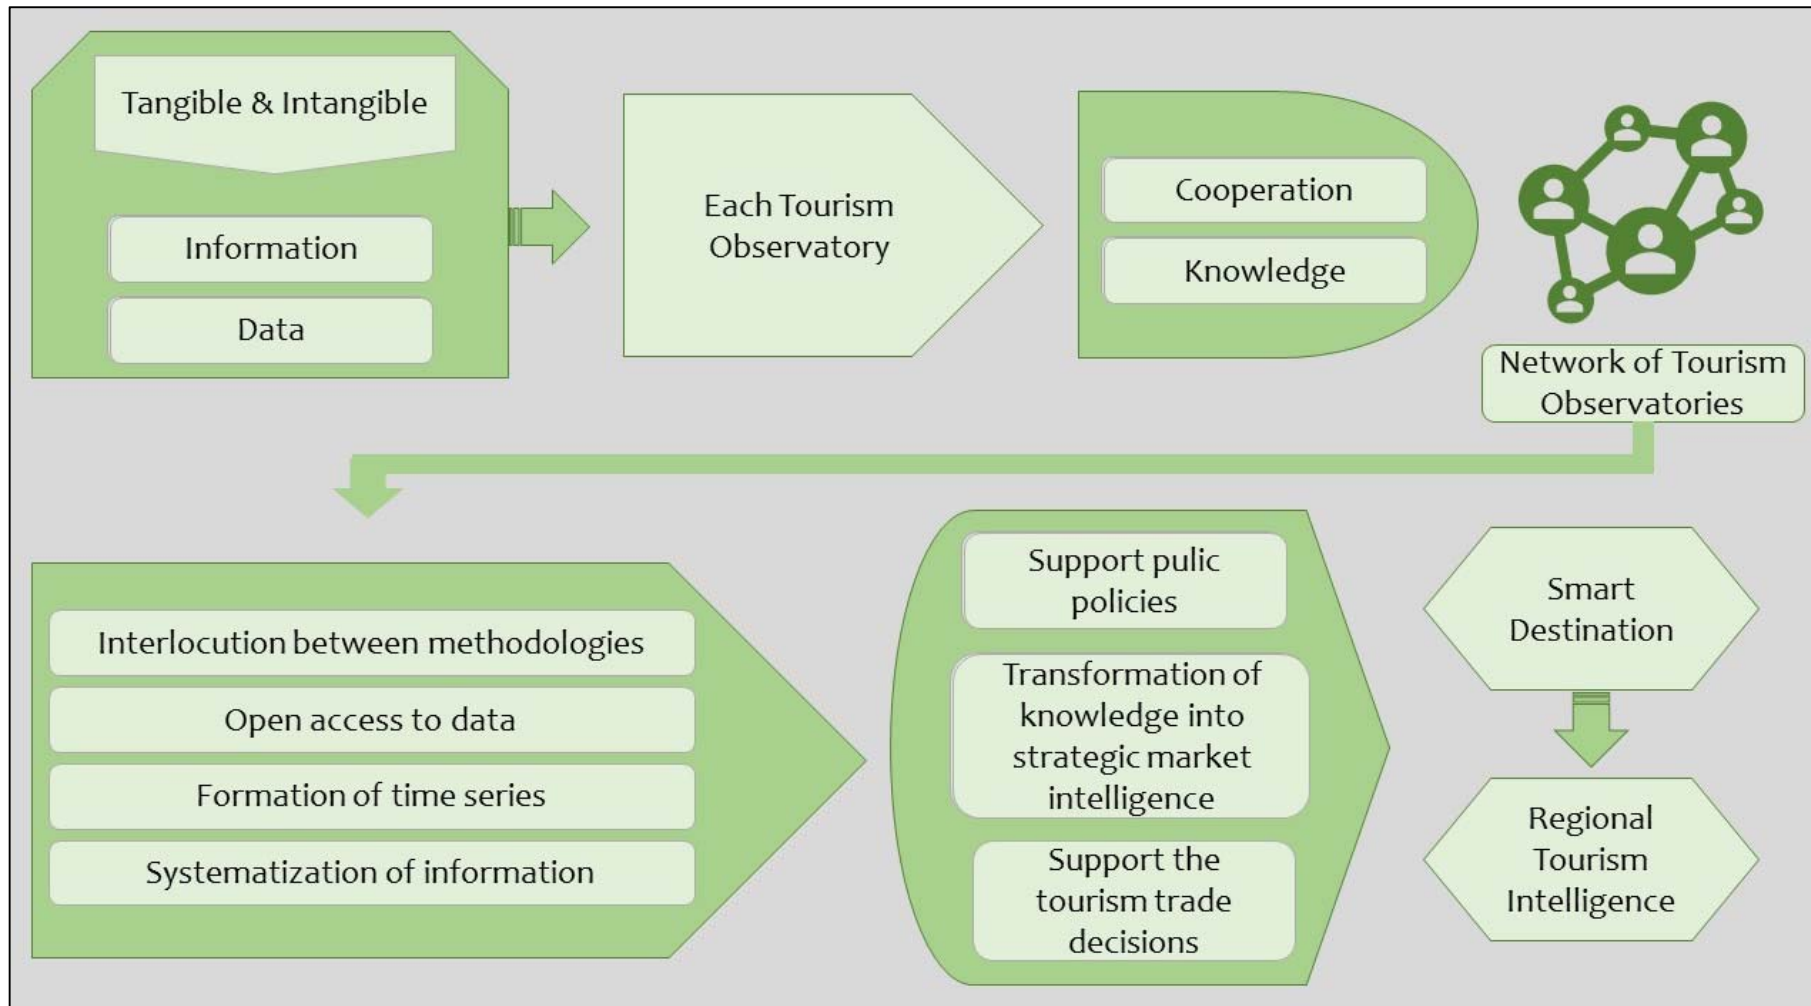 Tangible & Intangible
Information
Data
Each Tourism
Observatory
Cooperation
Knowledge
Network of Tourism
Observatories
Interlocution between methodologies
Open access to data
Formation of time series
Systematization of information
Support pulic
policies
Transformation of
knowledge into
strategic market
intelligence
Support the
tourism trade
decisions
Smart
Destination
Regional
Tourism
Intelligence